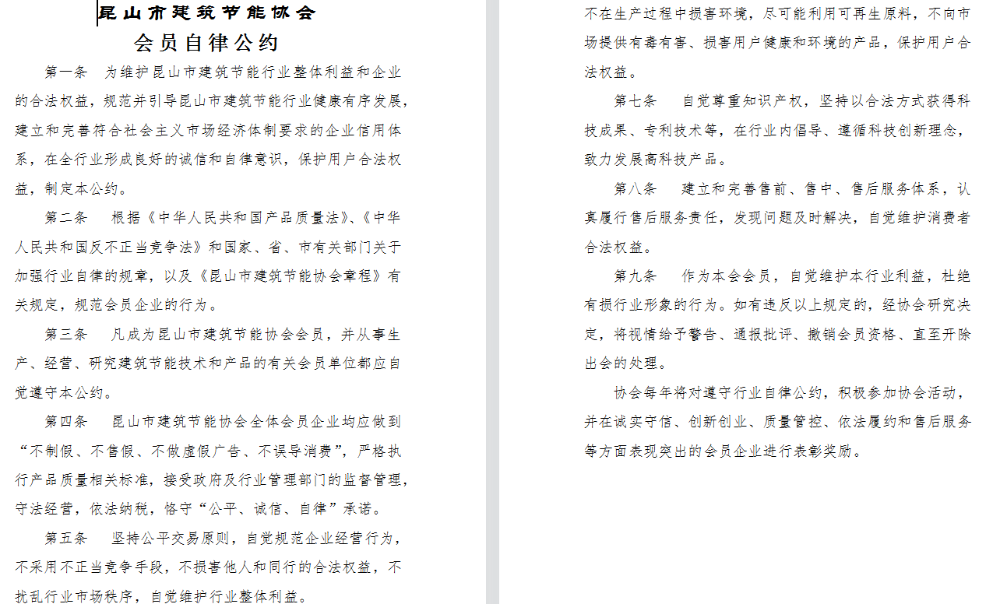 昆山市建筑节能协会
会员自律公约
第一条 为维护昆山市建筑节能行业整体利益和企业
的合法权益，规范并引导昆山市建筑节能行业健康有序发展，
建立和完善符合社会主义市场经济体制要求的企业信用体
系，在全行业形成良好的诚信和自律意识，保护用户合法权
益，制定本公约。
第二条 根据《中华人民共和国产品质量法》、《中华
人民共和国反不正当竞争法》和国家、省、市有关部门关于
加强行业自律的规章，以及《昆山市建筑节能协会章程》有
关规定，规范会员企业的行为。
第三条 凡成为昆山市建筑节能协会会员，并从事生
产、经营、研究建筑节能技术和产品的有关会员单位都应自
觉遵守本公约。
第四条 昆山市建筑节能协会全体会员企业均应做到
“不制假、不售假、不做虚假广告、不误导消费”，严格执
行产品质量相关标准，接受政府及行业管理部门的监督管理，
守法经营，依法纳税，恪守“公平、诚信、自律”承诺。
第五条 坚持公平交易原则，自觉规范企业经营行为，
不采用不正当竞争手段，不损害他人和同行的合法权益，不
扰乱行业市场秩序，自觉维护行业整体利益。
不在生产过程中损害环境，尽可能利用可再生原料，不向市
场提供有毒有害、损害用户健康和环境的产品，保护用户合
法权益。
第七条 自觉尊重知识产权，坚持以合法方式获得科
技成果、专利技术等，在行业内倡导、遵循科技创新理念，
致力发展高科技产品。
第八条 建立和完善售前、售中、售后服务体系，认
真履行售后服务责任，发现问题及时解决，自觉维护消费者
合法权益。
第九条 作为本会会员，自觉维护本行业利益，杜绝
有损行业形象的行为。如有违反以上规定的，经协会研究决
定，将视情给予警告、通报批评、撤销会员资格、直至开除
出会的处理。
协会每年将对遵守行业自律公约，积极参加协会活动，
并在诚实守信、创新创业、质量管控、依法履约和售后服务
等方面表现突出的会员企业进行表彰奖励。